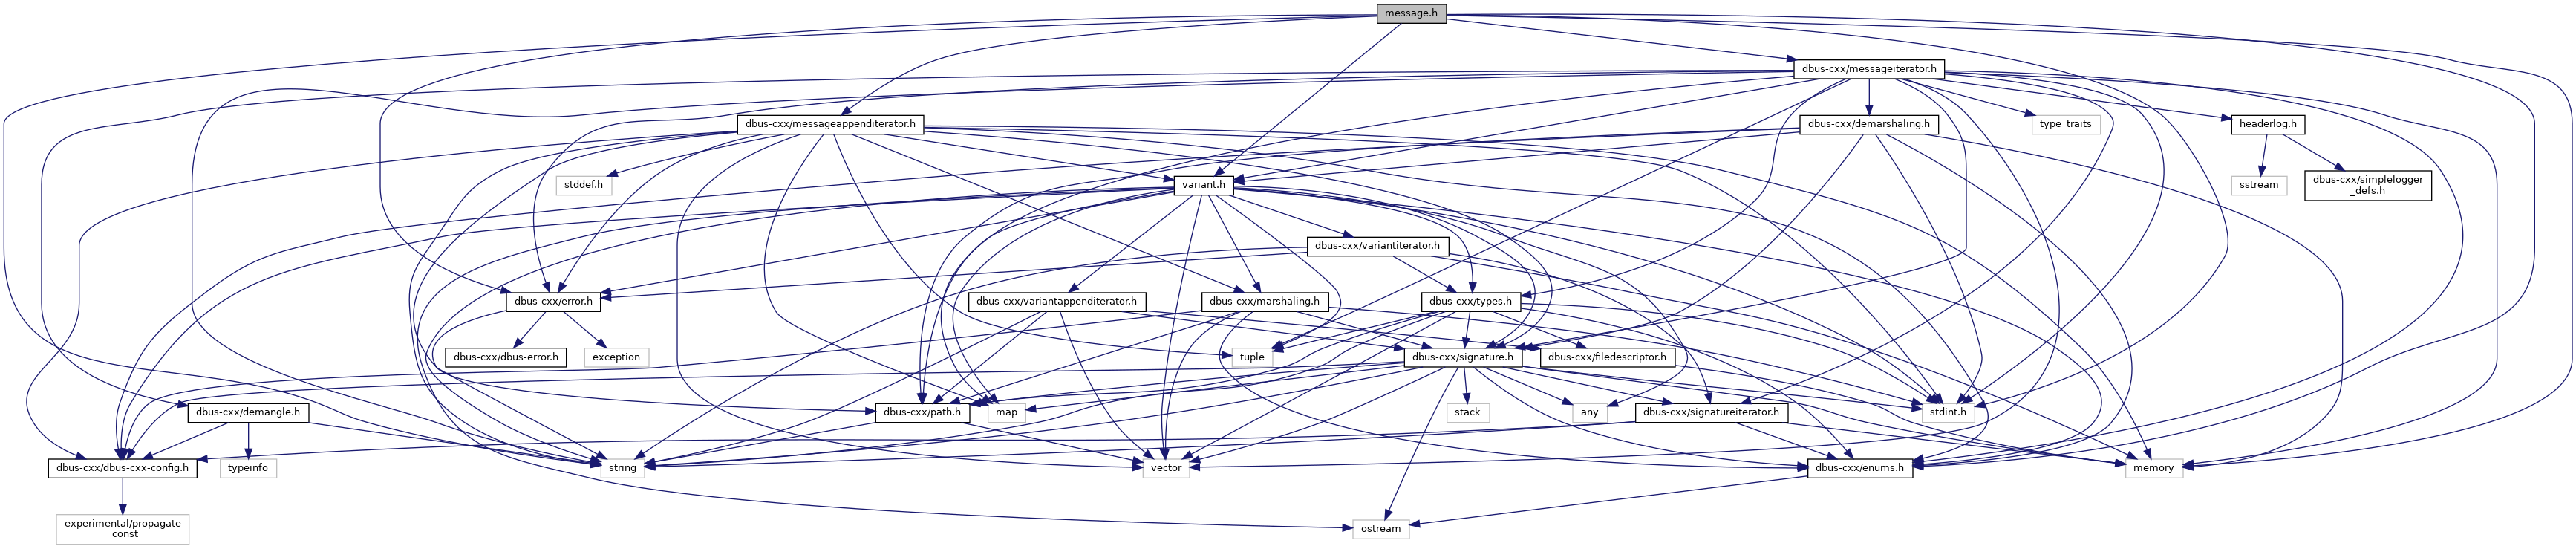 message.h
dbus-cxx/messageiterator.h
dbus-cxx/messageappenditerator.h
dbus-cxx/demarshaling.h
type_traits
headerlog.h
stddef.h
variant.h
sstream
dbus-cxx/simplelogger
_defs.h
dbus-cxx/variantiterator.h
dbus-cxx/error.h
dbus-cxx/variantappenditerator.h
dbus-cxx/marshaling.h
dbus-cxx/types.h
dbus-cxx/dbus-error.h
exception
tuple
dbus-cxx/signature.h
dbus-cxx/filedescriptor.h
dbus-cxx/demangle.h
dbus-cxx/path.h
map
stack
any
dbus-cxx/signatureiterator.h
stdint.h
dbus-cxx/dbus-cxx-config.h
typeinfo
string
vector
dbus-cxx/enums.h
memory
experimental/propagate
_const
ostream